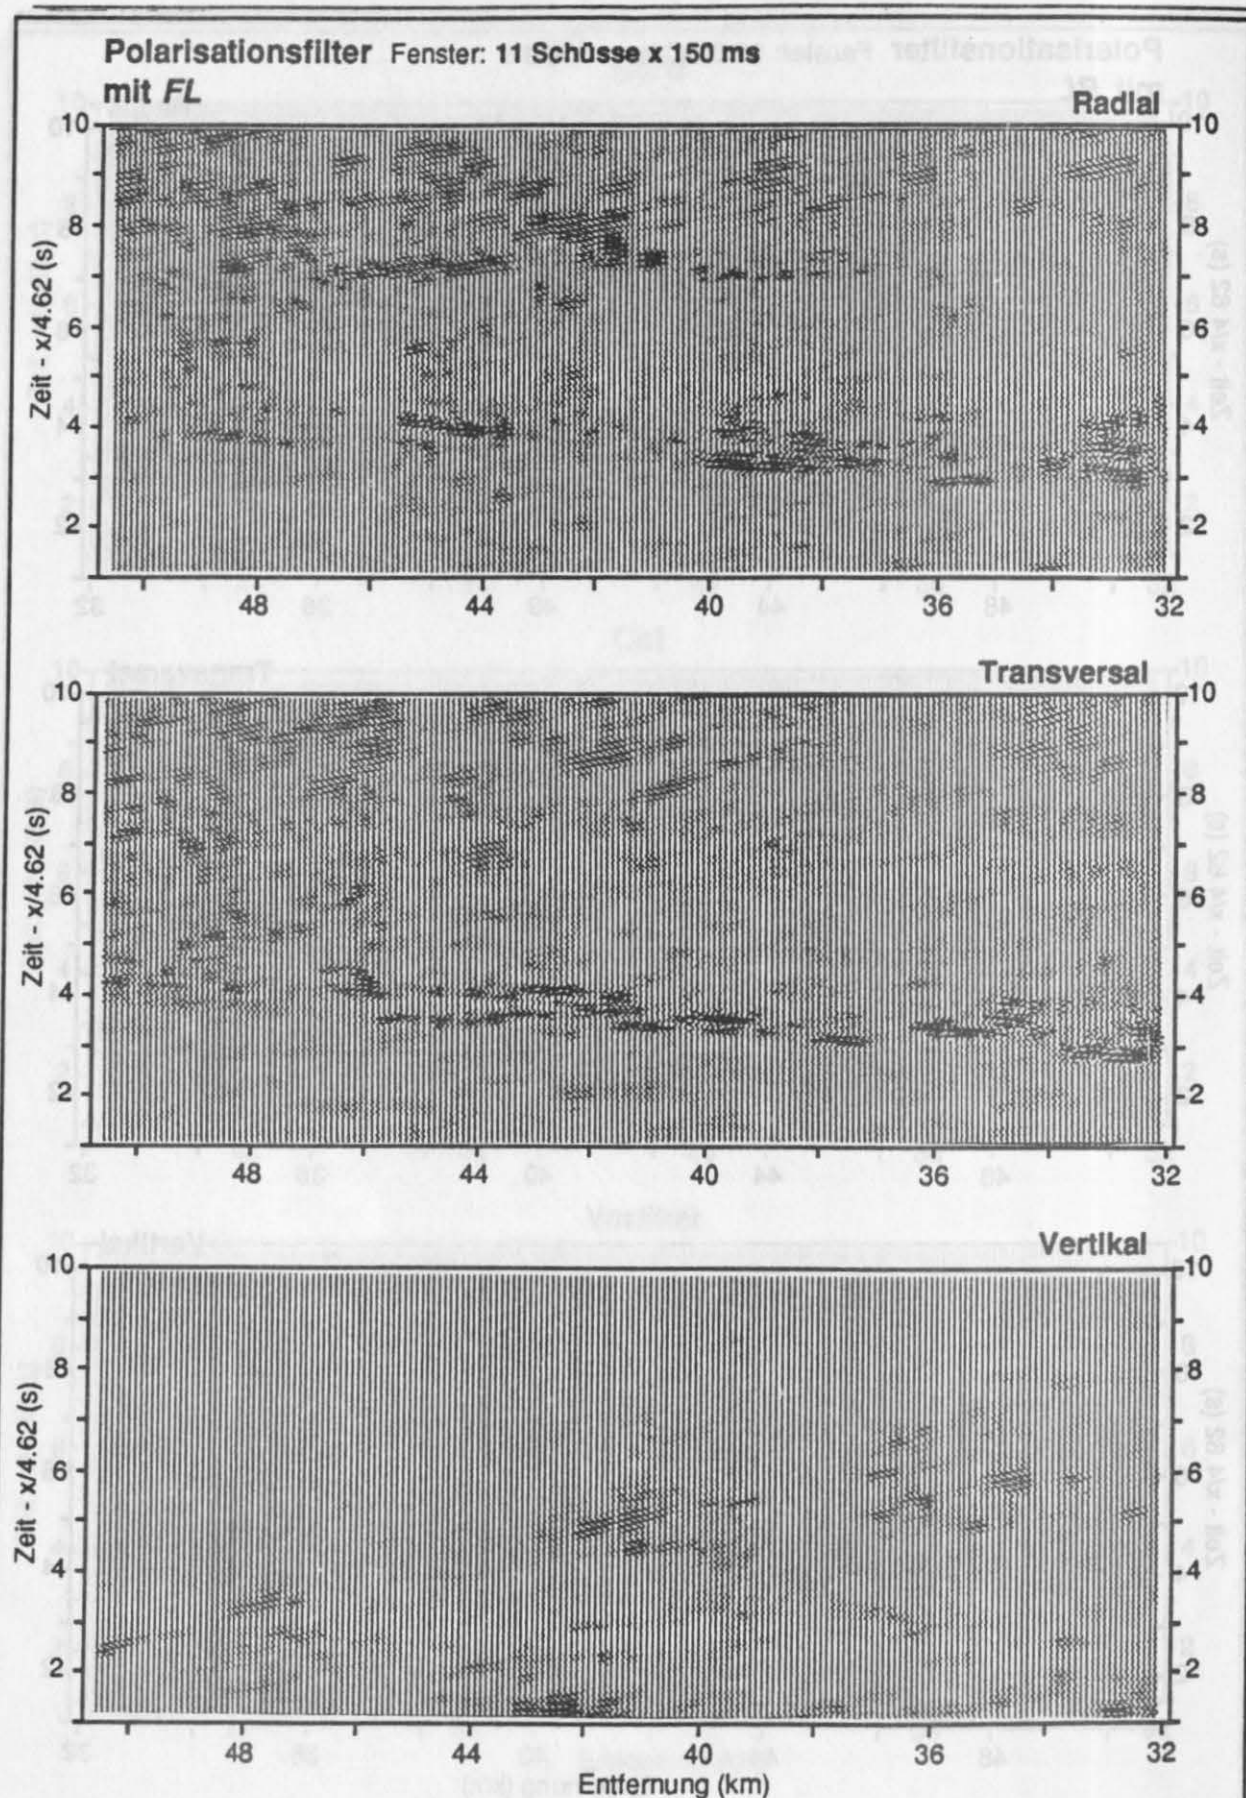 Polarisationsfilter Fenster: 11 Schüsse x 150 ms
mit FL
Radial
10 10
8 8
6 6
4 4
2 2
Zeit - x/4.62 (s)
48 44 40 36 32
Transversal
10 10
8 8
6 6
4 4
2 2
Zeit - x/4.62 (s)
48 44 40 36 32
Vertikal
10 10
8 8
6 6
4 4
2 2
Zeit - x/4.62 (s)
48 44 40 36 32
Entfernung (km)